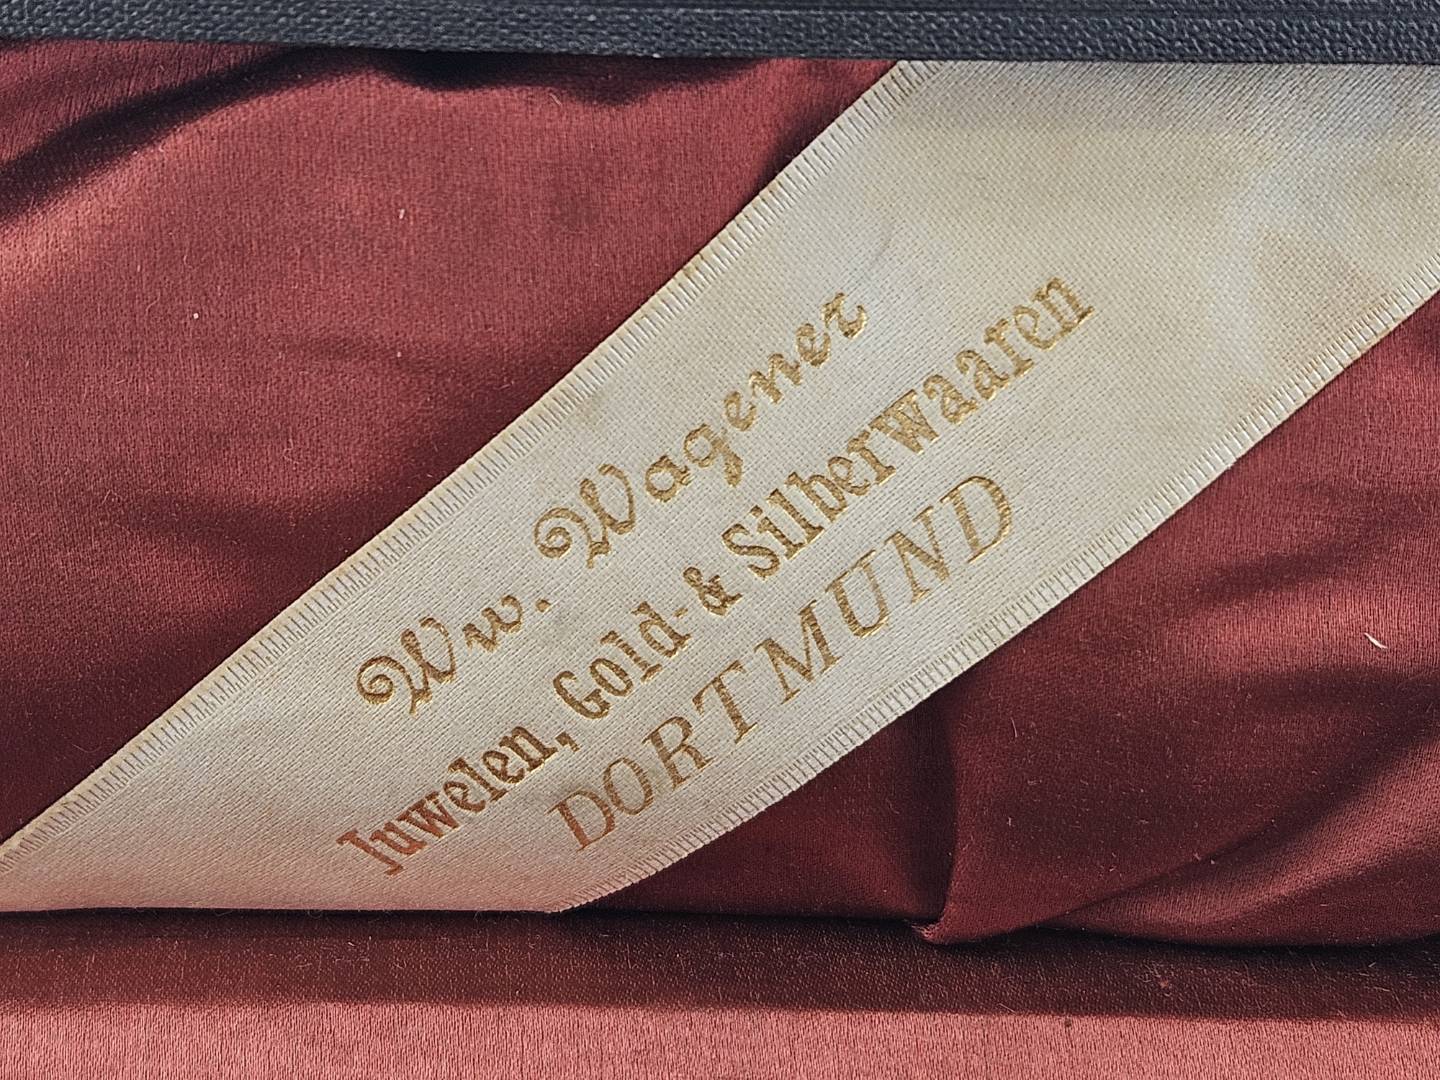 Ww. Wagener
Juwelen, Gold- & Silberwaaren
DORTMUND